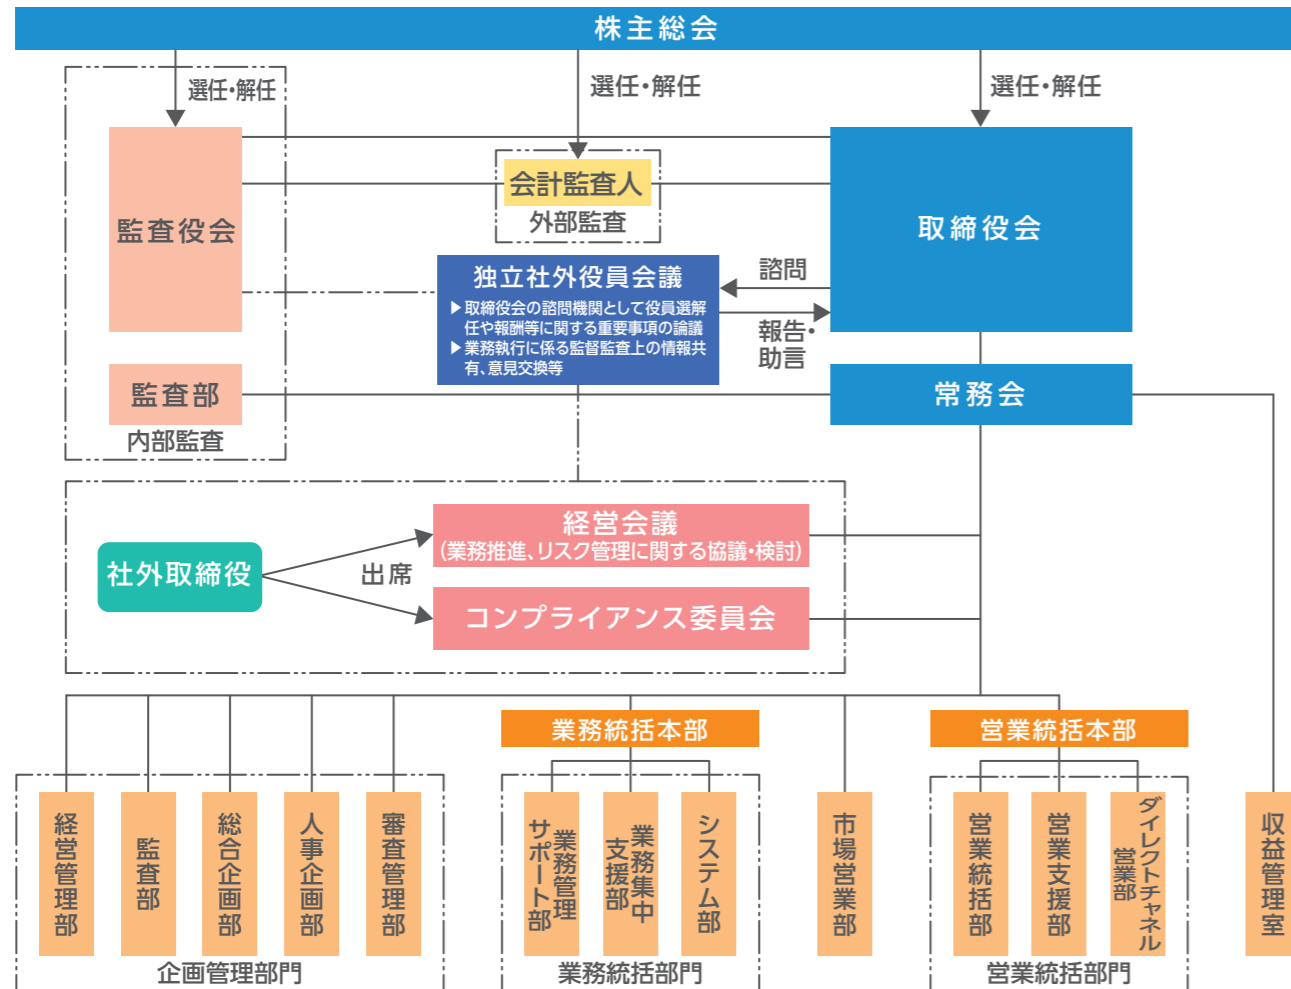 株主総会
選任・解任
選任・解任
選任・解任
監査役会
会計監査人
外部監査
取締役会
独立社外役員会議
▶取締役会の諮問機関として役員選解
任や報酬等に関する重要事項の論議
▶業務執行に係る監督監査上の情報共
有、意見交換等
諮問
報告・
助言
監査部
内部監査
常務会
社外取締役
出席
経営会議
（業務推進、リスク管理に関する協議・検討）
コンプライアンス委員会
業務統括本部
営業統括本部
経営管理部
監査部
総合企画部
人事企画部
審査管理部
業務管理
サポート部
業務集中
支援部
システム部
市場営業部
営業統括部
営業支援部
ダイレクトチャネル
営業部
収益管理室
企画管理部門
業務統括部門
営業統括部門